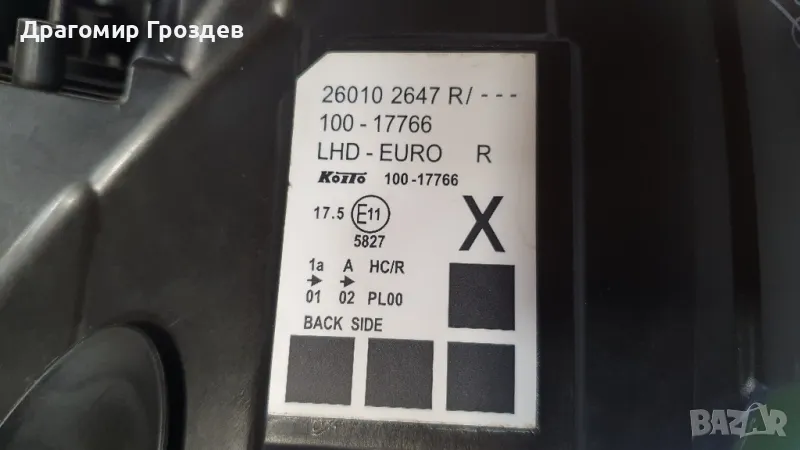 Драгомир Гроздев
26010 2647 R/ - - -
100 - 17766
LHD - EURO R
KOITO 100-17766
17.5 E11
5827
X
1a A HC/R
01 02 PL00
BACK SIDE
BAZAR